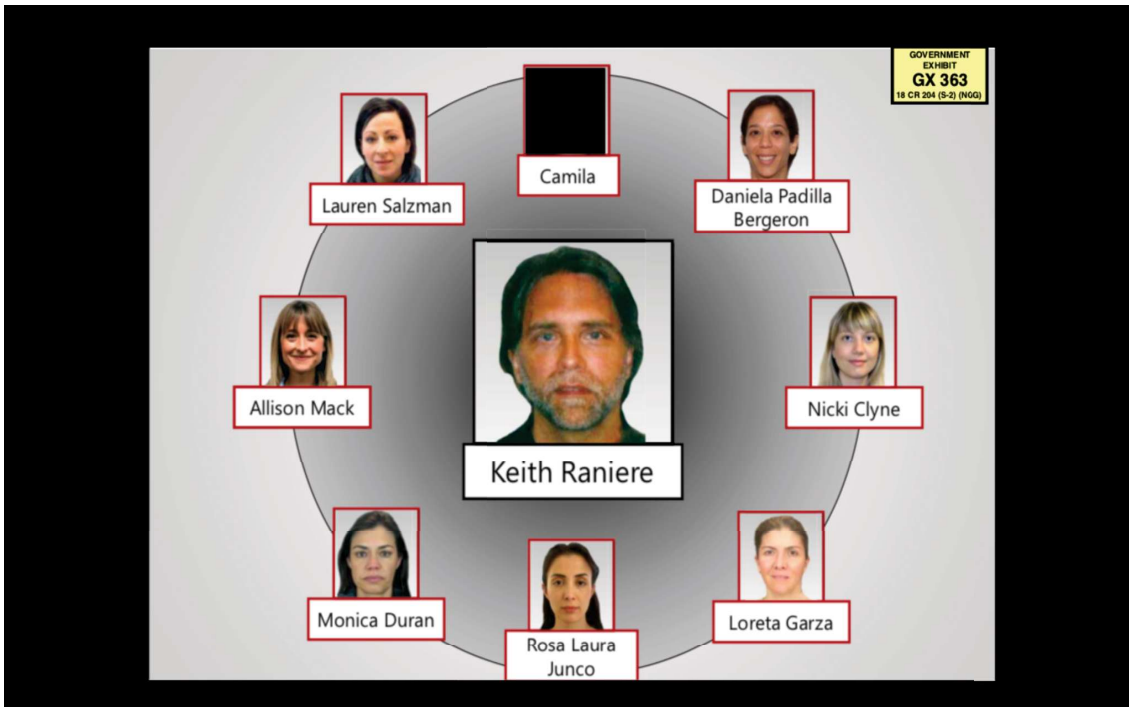 GOVERNMENT
EXHIBIT
GX 363
18 CR 204 (S-2) (NGG)
Camila
Lauren Salzman
Daniela Padilla
Bergeron
Allison Mack
Nicki Clyne
Keith Raniere
Monica Duran
Rosa Laura
Junco
Loreta Garza